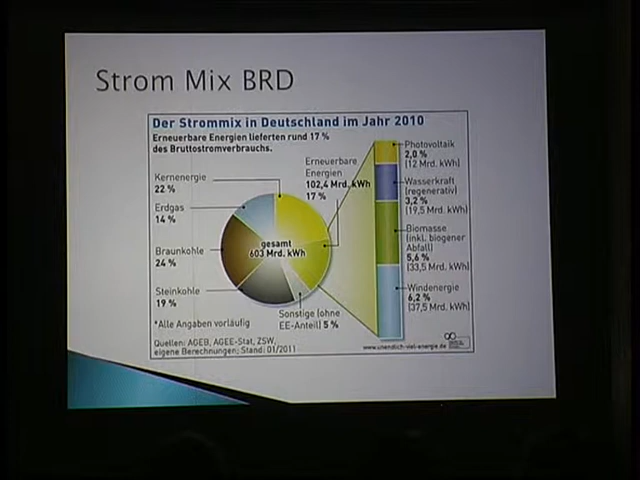 Strom Mix BRD
Der Strommix in Deutschland im Jahr 2010
Erneuerbare Energien lieferten rund 17 %
des Bruttostromverbrauchs.
Kernenergie
22 %
Erdgas
14 %
Braunkohle
24 %
Steinkohle
19 %
Erneuerbare
Energien
102,4 Mrd. kWh
17 %
gesamt
603 Mrd. kWh
Sonstige (ohne
EE-Anteil) 5 %
Photovoltaik
2,0 %
(12 Mrd. kWh)
Wasserkraft
(regenerativ)
3,2 %
(19,5 Mrd. kWh)
Biomasse
(inkl. biogener
Abfall)
5,6 %
(33,5 Mrd. kWh)
Windenergie
6,2 %
(37,5 Mrd. kWh)
*Alle Angaben vorläufig
Quellen: AGEB, AGEE-Stat, ZSW,
eigene Berechnungen; Stand: 01/2011
www.unendlich-viel-energie.de